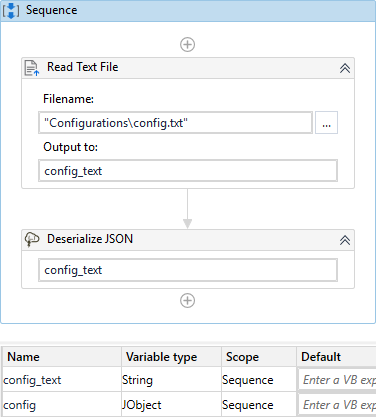 Sequence
Read Text File
Filename:
"Configurations\config.txt"
...
Output to:
config_text
Deserialize JSON
config_text
Name Variable type Scope Default
config_text String Sequence Enter a VB exp
config JObject Sequence Enter a VB exp